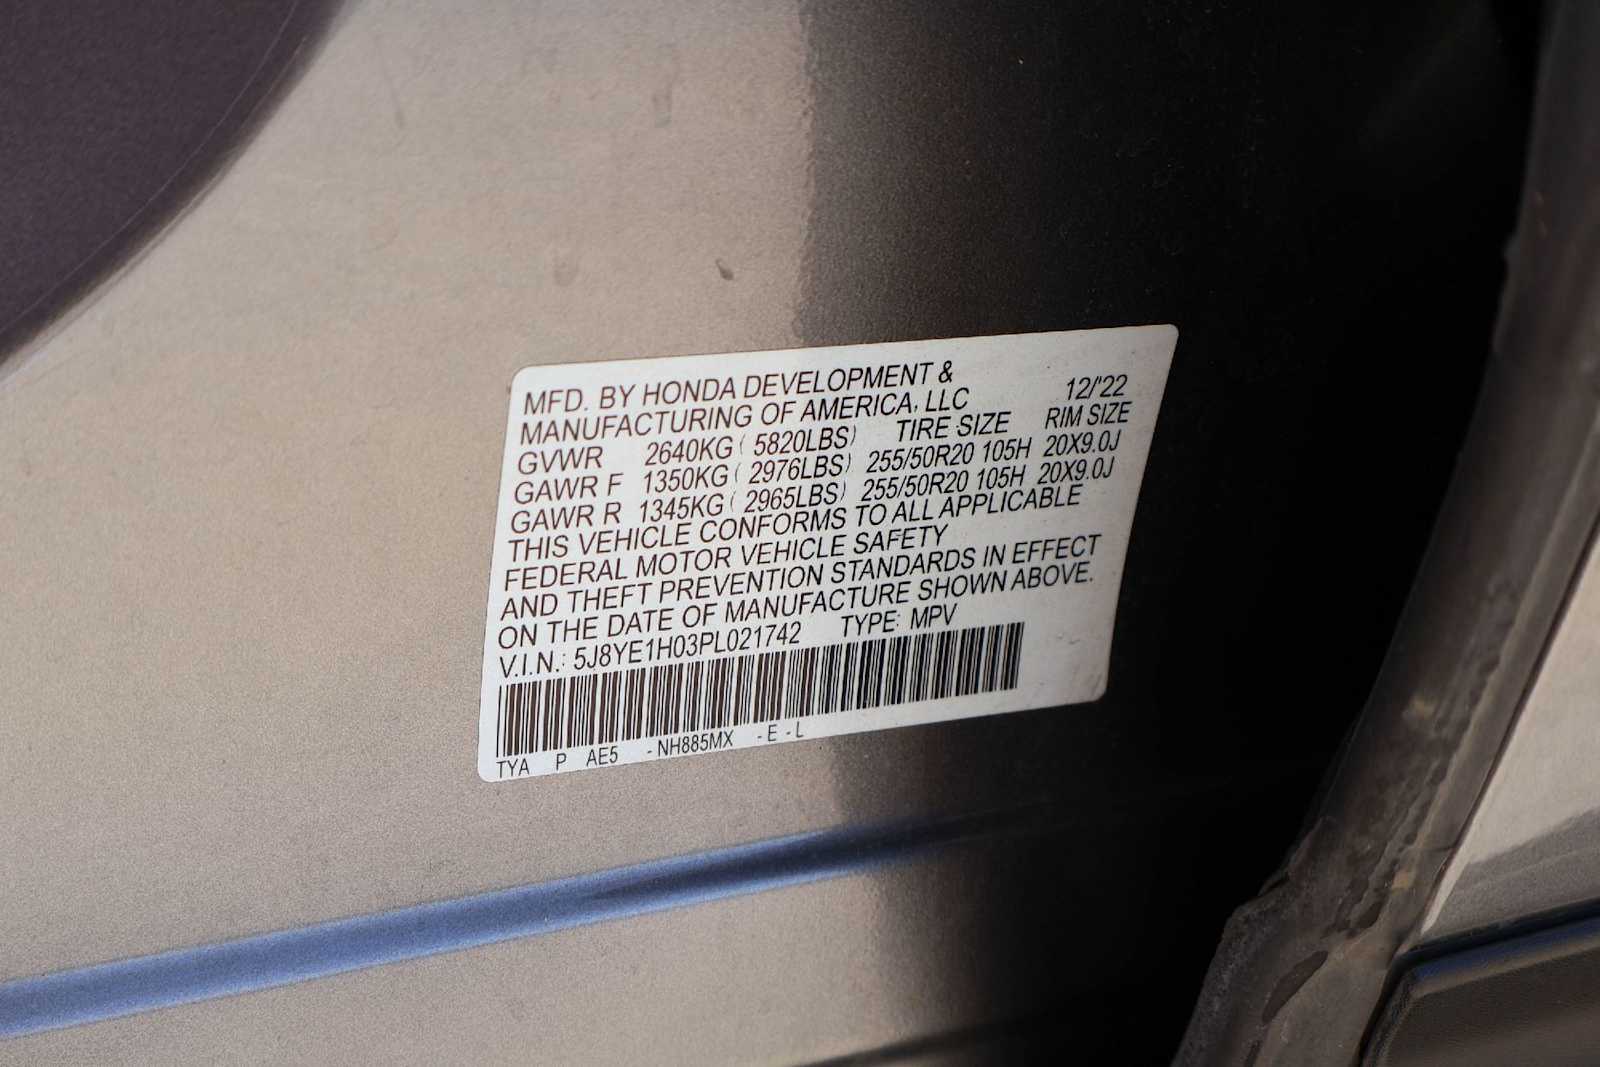 MFD. BY HONDA DEVELOPMENT &
MANUFACTURING OF AMERICA, LLC 12/'22
GVWR 2640KG ( 5820LBS) TIRE SIZE RIM SIZE
GAWR F 1350KG ( 2976LBS) 255/50R20 105H 20X9.0J
GAWR R 1345KG ( 2965LBS) 255/50R20 105H 20X9.0J
THIS VEHICLE CONFORMS TO ALL APPLICABLE
FEDERAL MOTOR VEHICLE SAFETY
AND THEFT PREVENTION STANDARDS IN EFFECT
ON THE DATE OF MANUFACTURE SHOWN ABOVE.
V.I.N.: 5J8YE1H03PL021742 TYPE: MPV
TYA P AE5 -NH885MX -E -L